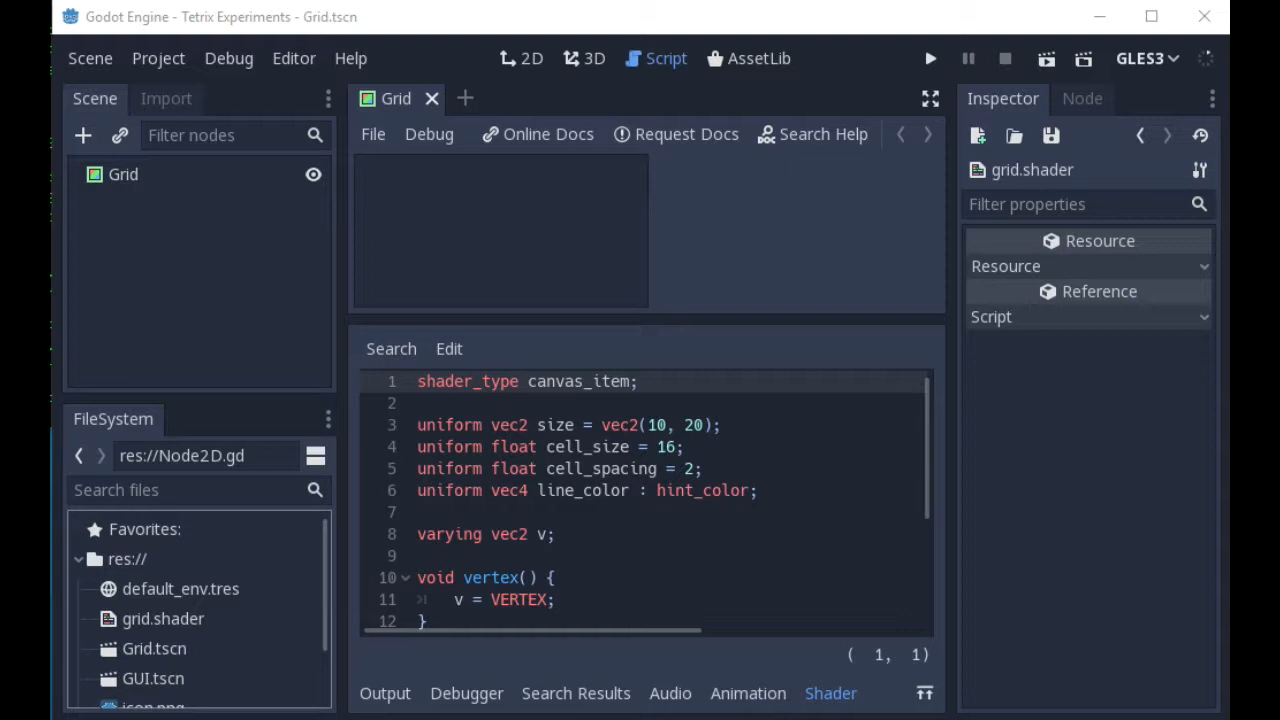 Godot Engine - Tetrix Experiments - Grid.tscn
Scene Project Debug Editor Help 2D 3D Script AssetLib GLES3
Scene Import
Filter nodes
Grid
FileSystem
res://Node2D.gd
Search files
Favorites:
res://
default_env.tres
grid.shader
Grid.tscn
GUI.tscn
icon.png
Grid
File Debug Online Docs Request Docs Search Help
Search Edit
1 shader_type canvas_item;
2
3 uniform vec2 size = vec2(10, 20);
4 uniform float cell_size = 16;
5 uniform float cell_spacing = 2;
6 uniform vec4 line_color : hint_color;
7
8 varying vec2 v;
9
10 void vertex() {
11 v = VERTEX;
12 }
( 1, 1)
Output Debugger Search Results Audio Animation Shader
Inspector Node
grid.shader
Filter properties
Resource
Resource
Reference
Script